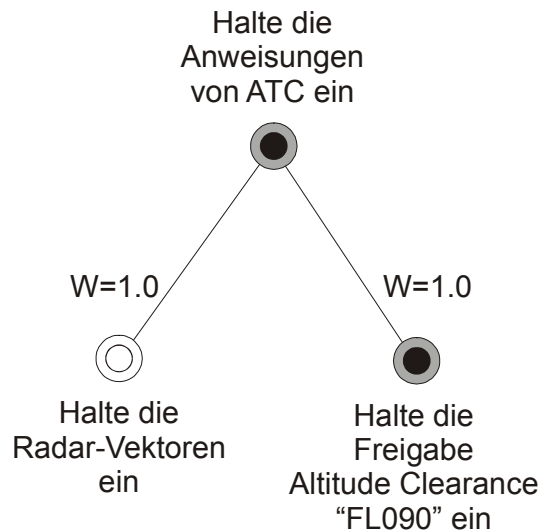 Halte die
Anweisungen
von ATC ein
W=1.0
W=1.0
Halte die
Radar-Vektoren
ein
Halte die
Freigabe
Altitude Clearance
“FL090” ein